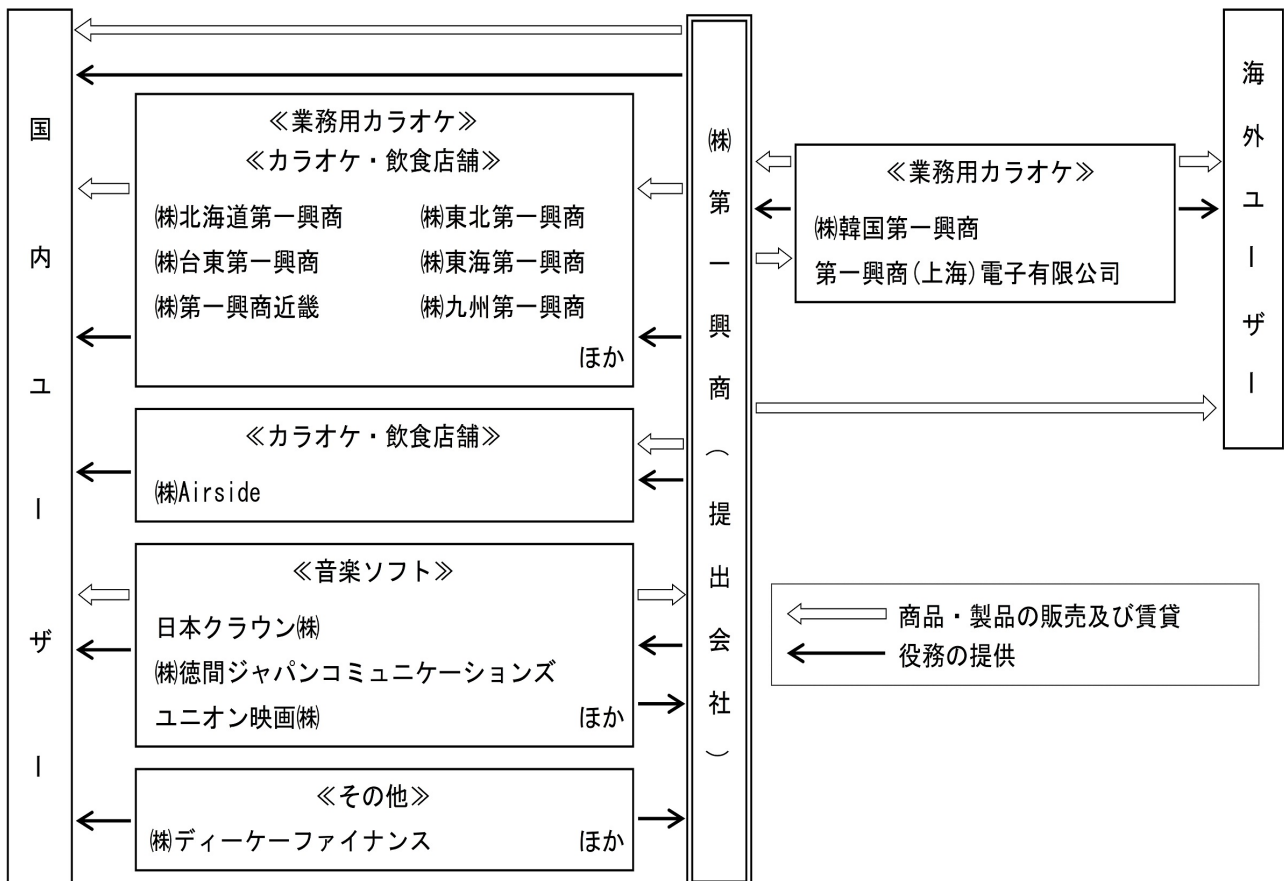 国内ユーザー
≪業務用カラオケ≫
≪カラオケ・飲食店舗≫
㈱北海道第一興商 ㈱東北第一興商
㈱台東第一興商 ㈱東海第一興商
㈱第一興商近畿 ㈱九州第一興商
ほか
≪カラオケ・飲食店舗≫
㈱Airside
≪音楽ソフト≫
日本クラウン㈱
㈱徳間ジャパンコミュニケーションズ
ユニオン映画㈱ ほか
≪その他≫
㈱ディーケーファイナンス ほか
㈱第一興商(提出会社)
≪業務用カラオケ≫
㈱韓国第一興商
第一興商(上海)電子有限公司
海外ユーザー
商品・製品の販売及び賃貸
役務の提供